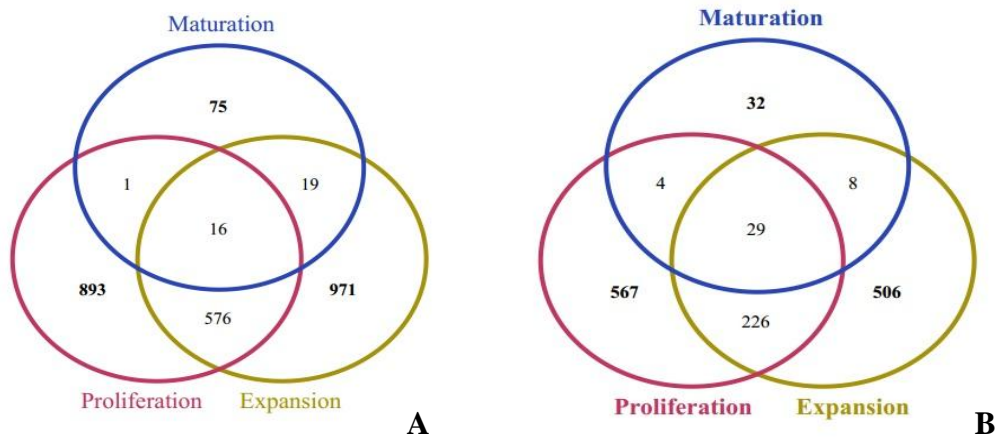 Maturation
75
1
19
16
893
971
576
Proliferation
Expansion
A
Maturation
32
4
8
29
567
506
226
Proliferation
Expansion
B